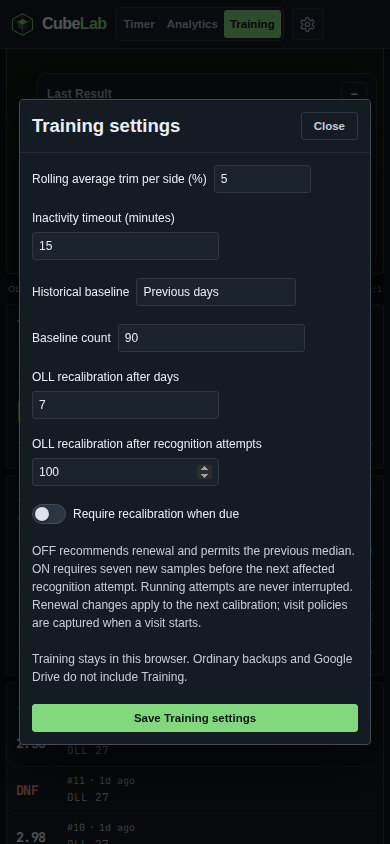 CubeLab
Timer Analytics Training
Last Result
Training settings
Close
Rolling average trim per side (%) 5
Inactivity timeout (minutes)
15
Historical baseline Previous days
Baseline count 90
OLL recalibration after days
7
OLL recalibration after recognition attempts
100
Require recalibration when due
OFF recommends renewal and permits the previous median.
ON requires seven new samples before the next affected
recognition attempt. Running attempts are never interrupted.
Renewal changes apply to the next calibration; visit policies
are captured when a visit starts.
Training stays in this browser. Ordinary backups and Google
Drive do not include Training.
Save Training settings
OLL 27
#11 · 1d ago
DNF
OLL 27
#10 · 1d ago
2.98
OLL 27